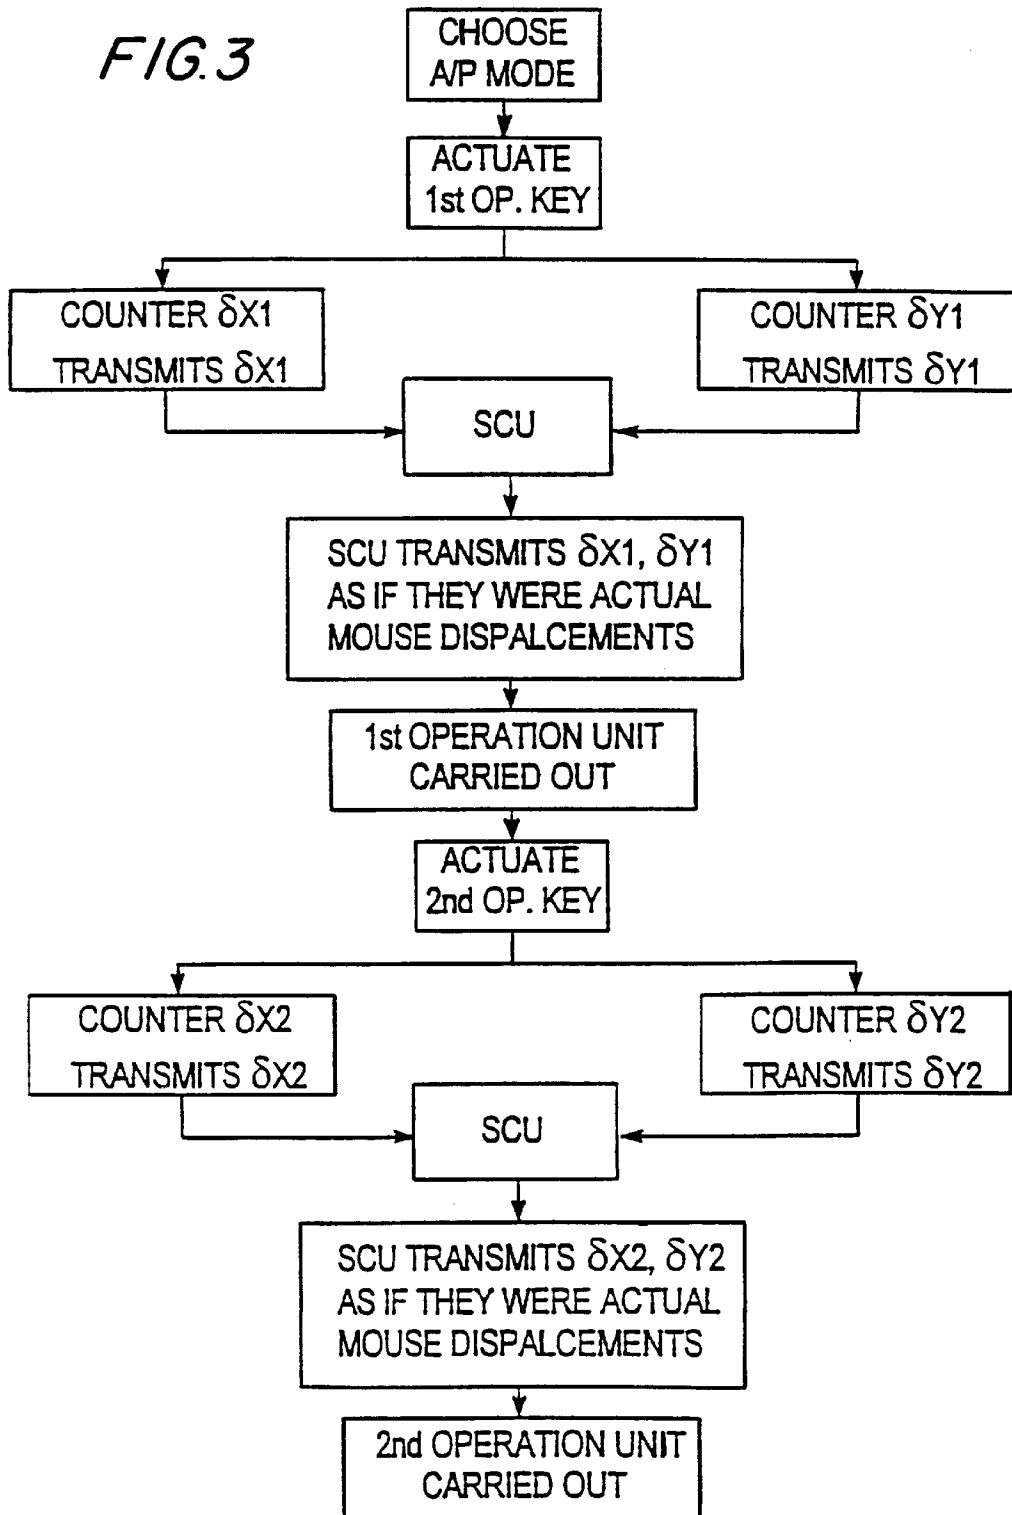 FIG.3
CHOOSE
A/P MODE
ACTUATE
1st OP. KEY
COUNTER δX1
TRANSMITS δX1
COUNTER δY1
TRANSMITS δY1
SCU
SCU TRANSMITS δX1, δY1
AS IF THEY WERE ACTUAL
MOUSE DISPALCEMENTS
1st OPERATION UNIT
CARRIED OUT
ACTUATE
2nd OP. KEY
COUNTER δX2
TRANSMITS δX2
COUNTER δY2
TRANSMITS δY2
SCU
SCU TRANSMITS δX2, δY2
AS IF THEY WERE ACTUAL
MOUSE DISPALCEMENTS
2nd OPERATION UNIT
CARRIED OUT